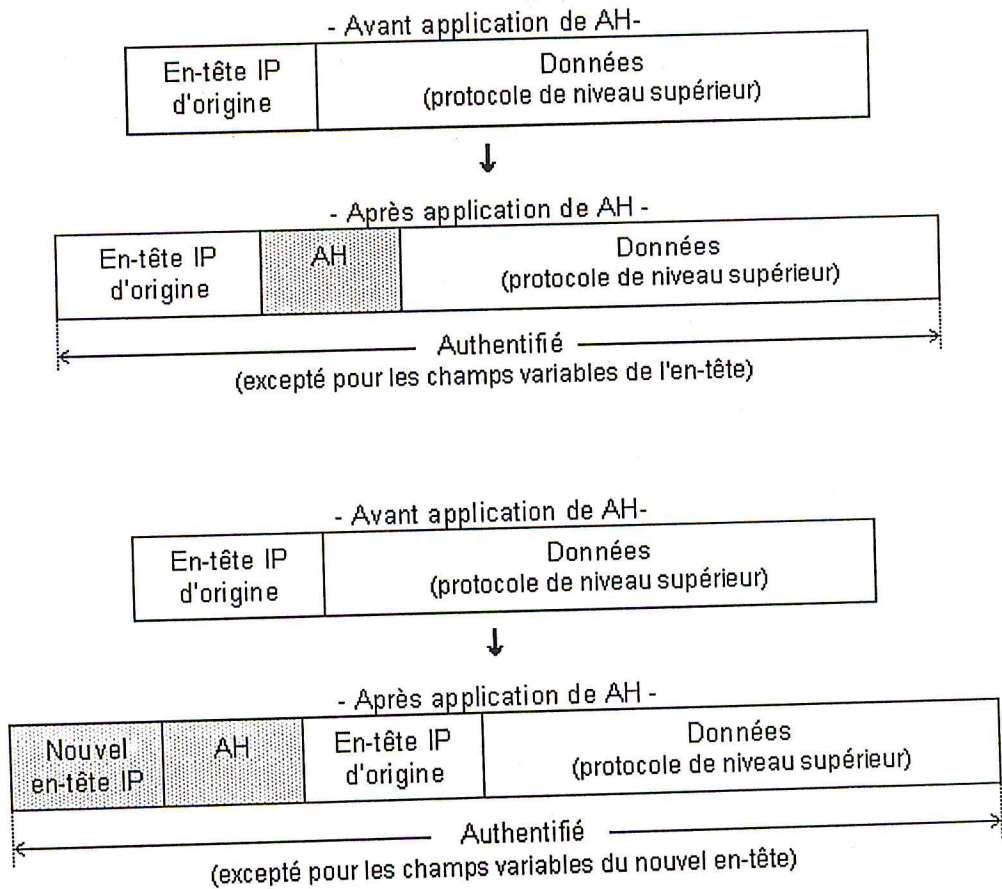 - Avant application de AH-
En-tête IP
d'origine
Données
(protocole de niveau supérieur)
- Après application de AH -
En-tête IP
d'origine
AH
Données
(protocole de niveau supérieur)
Authentifié
(excepté pour les champs variables de l'en-tête)
- Avant application de AH-
En-tête IP
d'origine
Données
(protocole de niveau supérieur)
- Après application de AH -
Nouvel
en-tête IP
AH
En-tête IP
d'origine
Données
(protocole de niveau supérieur)
Authentifié
(excepté pour les champs variables du nouvel en-tête)